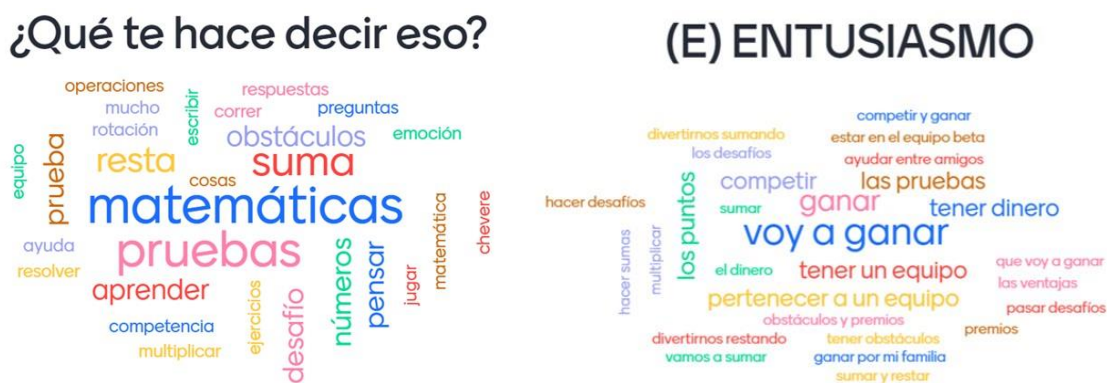 ¿Qué te hace decir eso?
operaciones
respuestas
mucho
escribir
correr
preguntas
rotación
obstáculos
emoción
equipo
prueba
resta
suma
cosas
matemáticas
matemática
chevere
ayuda
pruebas
resolver
números
pensar
jugar
aprender
ejercicios
desafío
competencia
multiplicar
(E) ENTUSIASMO
competir y ganar
divertirnos sumando
estar en el equipo beta
los desafíos
ayudar entre amigos
los puntos
competir
las pruebas
hacer desafíos
sumar
ganar
tener dinero
voy a ganar
hacer sumas
multiplicar
el dinero
tener un equipo
que voy a ganar
las ventajas
pertenecer a un equipo
pasar desafíos
obstáculos y premios
premios
divertirnos restando
tener obstáculos
vamos a sumar
ganar por mi familia
sumar y restar